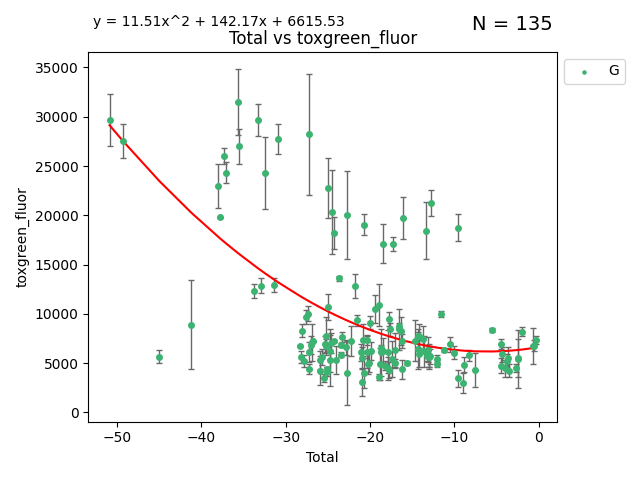 y = 11.51x^2 + 142.17x + 6615.53
N = 135
Total vs toxgreen_fluor
G
toxgreen_fluor
35000
30000
25000
20000
15000
10000
5000
0
−50 −40 −30 −20 −10 0
Total